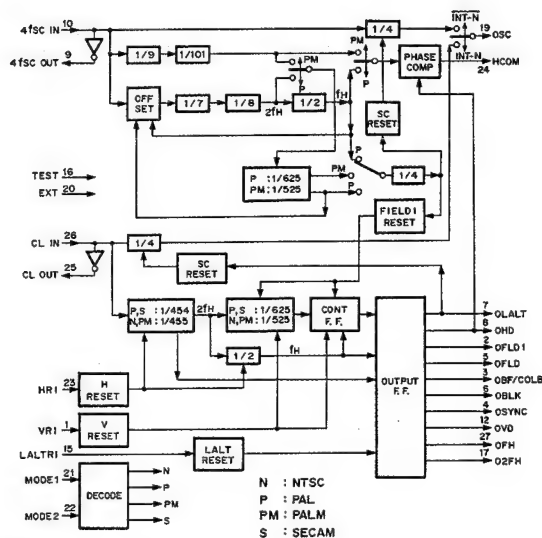 4fSC IN 10
4fSC OUT 9
1/9
1/101
1/4
INT-N
19 OSC
INT-N
PM
P
PM
P
PHASE COMP
24 HCOM
OFF SET
1/7
1/8
2fH
1/2
fH
SC RESET
TEST 16
EXT 20
P : 1/625
PM: 1/525
PM
P
P
1/4
FIELD1 RESET
CL IN 26
CL OUT 25
1/4
SC RESET
P,S : 1/454
N,PM: 1/455
2fH
P,S : 1/625
N,PM: 1/525
CONT F.F.
1/2
fH
OUTPUT F.F.
7 OLALT
8 OHD
2 OFLD1
5 OFLD
3 OBF/COLB
6 OBLK
4 OSYNC
12 OVD
27 OFH
17 O2FH
HRI 23
H RESET
VRI 1
V RESET
LALTRI 15
LALT RESET
MODE1 21
MODE2 22
DECODE
N
P
PM
S
N : NTSC
P : PAL
PM : PALM
S : SECAM